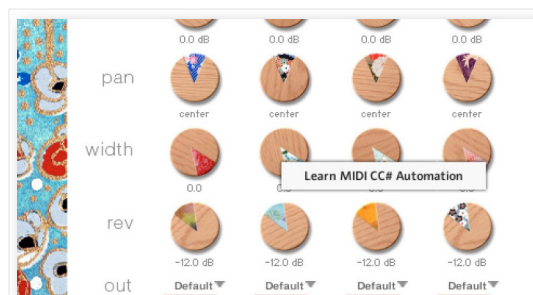 0.0 dB 0.0 dB 0.0 dB 0.0 dB
pan
center center center center
width
Learn MIDI CC# Automation
0.0
rev
-12.0 dB -12.0 dB -12.0 dB -12.0 dB
out Default Default Default Default